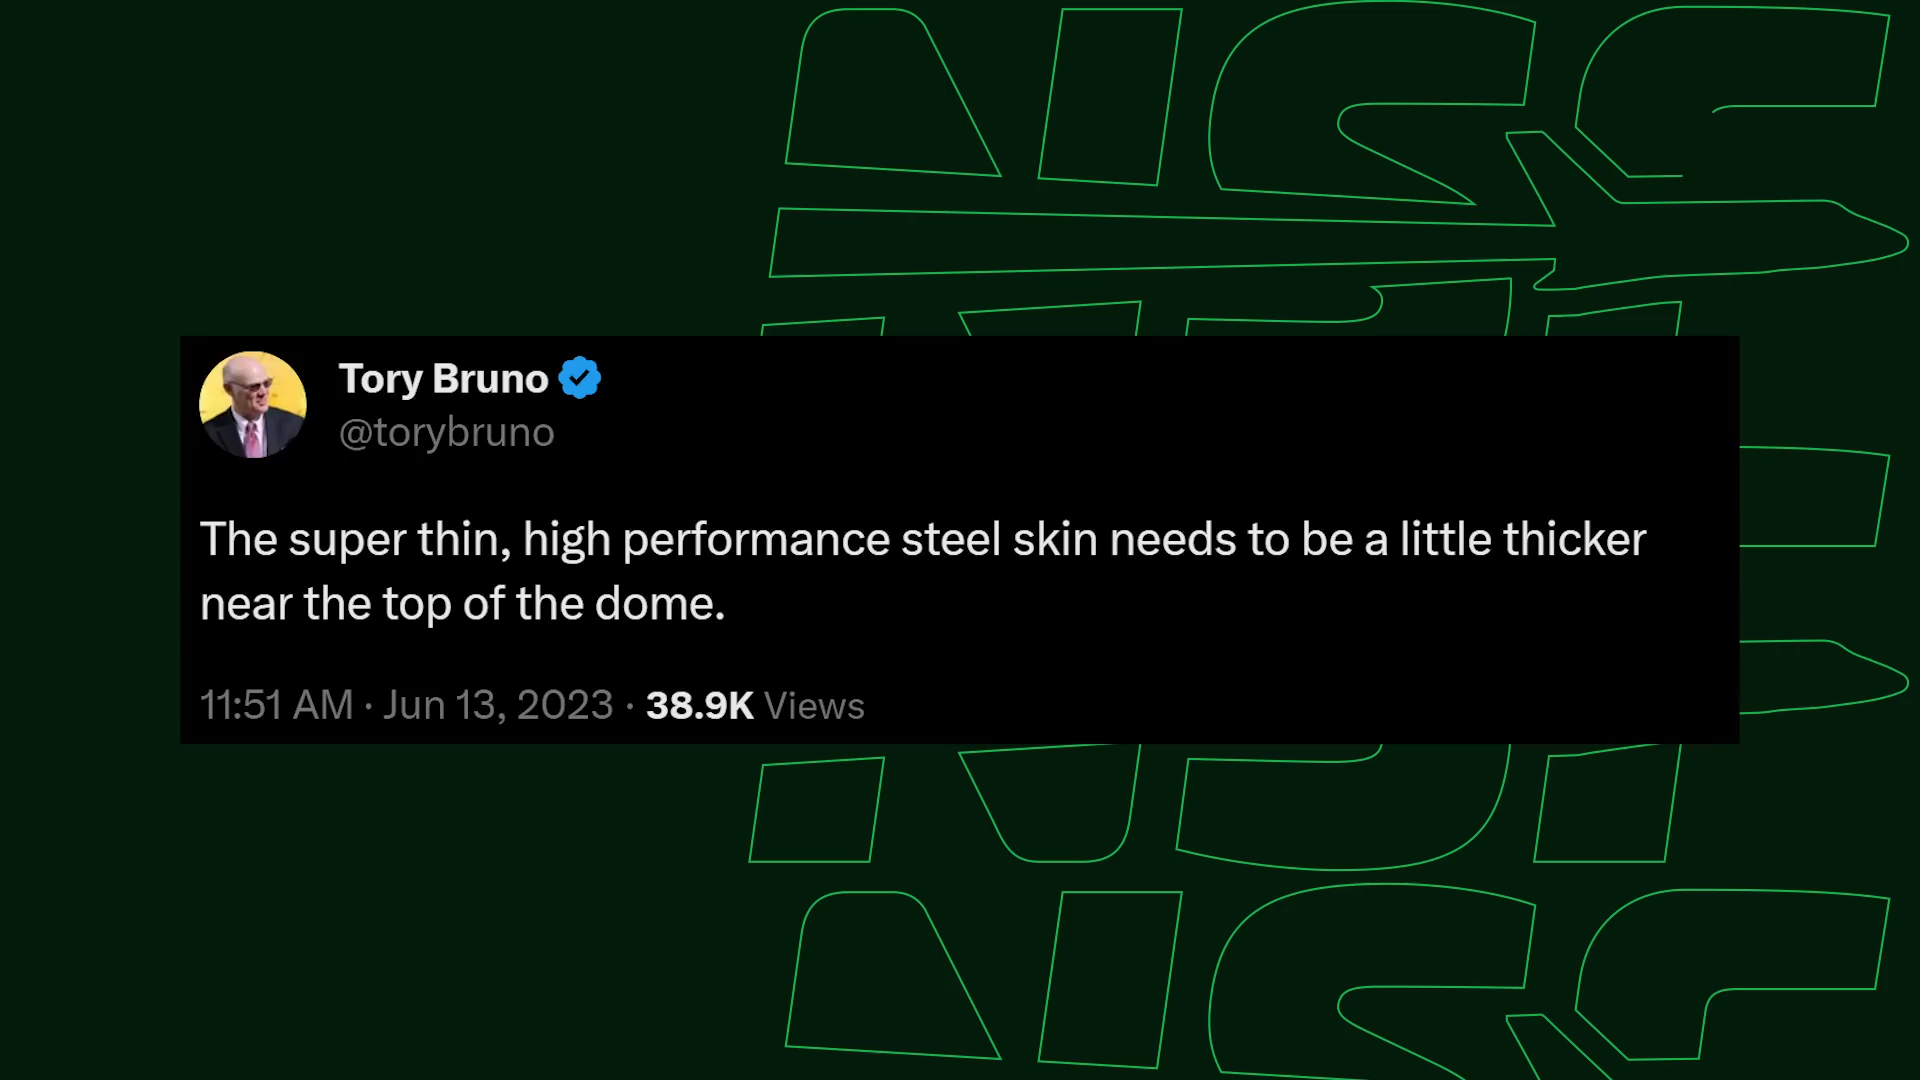 Tory Bruno
@torybruno
The super thin, high performance steel skin needs to be a little thicker
near the top of the dome.
11:51 AM · Jun 13, 2023 · 38.9K Views